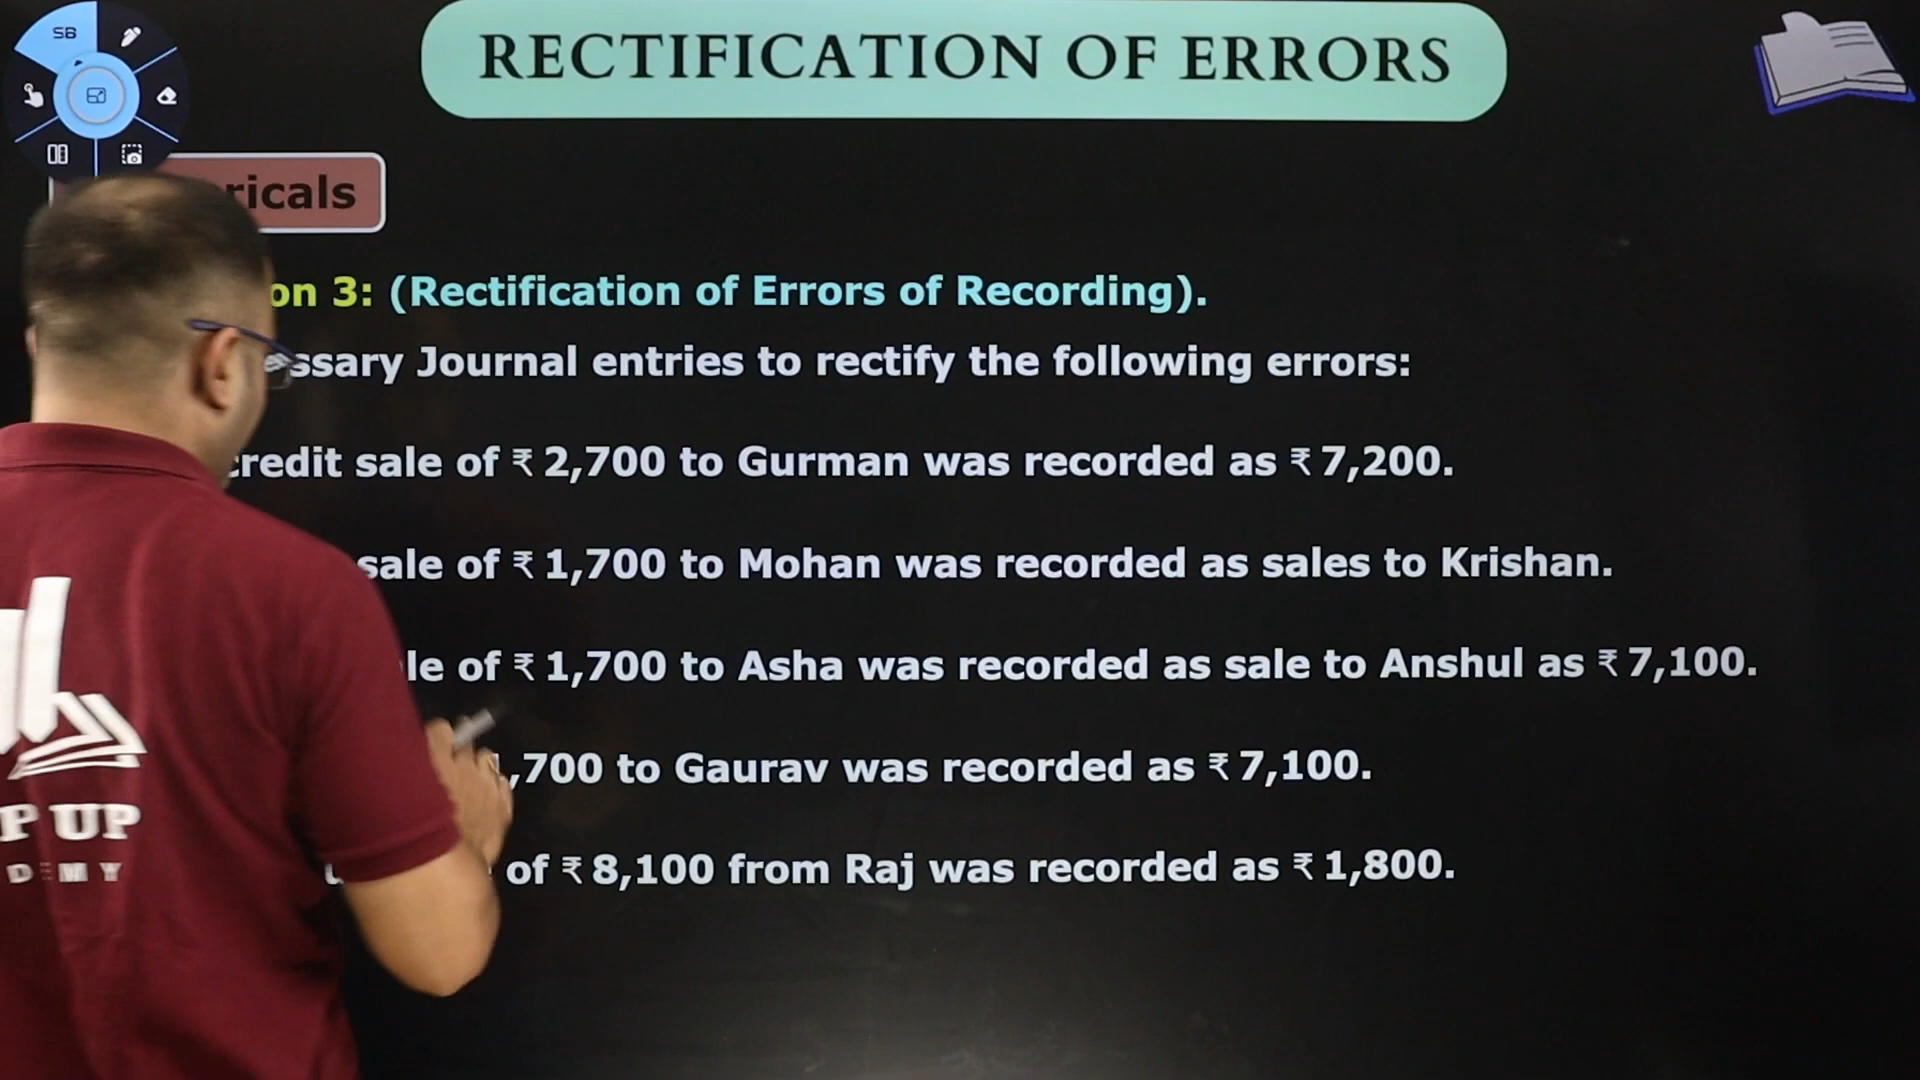 SB
RECTIFICATION OF ERRORS
ricals
on 3: (Rectification of Errors of Recording).
ssary Journal entries to rectify the following errors:
credit sale of ₹ 2,700 to Gurman was recorded as ₹ 7,200.
sale of ₹ 1,700 to Mohan was recorded as sales to Krishan.
le of ₹ 1,700 to Asha was recorded as sale to Anshul as ₹ 7,100.
,700 to Gaurav was recorded as ₹ 7,100.
of ₹ 8,100 from Raj was recorded as ₹ 1,800.
P UP
DEMY